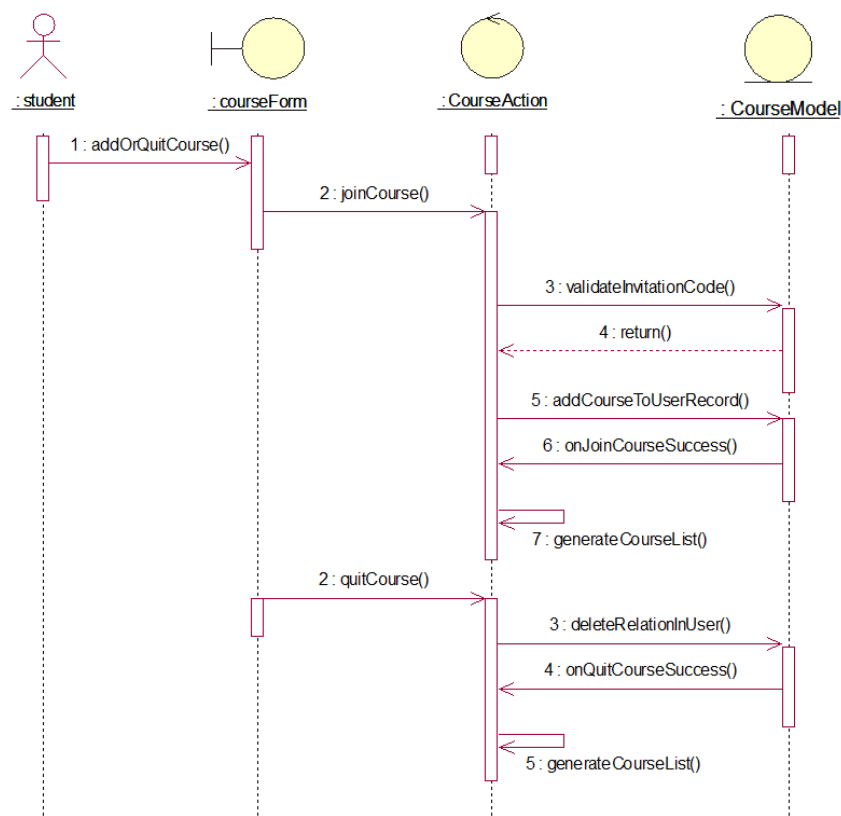 : student
: courseForm
: CourseAction
: CourseModel
1 : addOrQuitCourse()
2 : joinCourse()
3 : validateInvitationCode()
4 : return()
5 : addCourseToUserRecord()
6 : onJoinCourseSuccess()
7 : generateCourseList()
2 : quitCourse()
3 : deleteRelationInUser()
4 : onQuitCourseSuccess()
5 : generateCourseList()